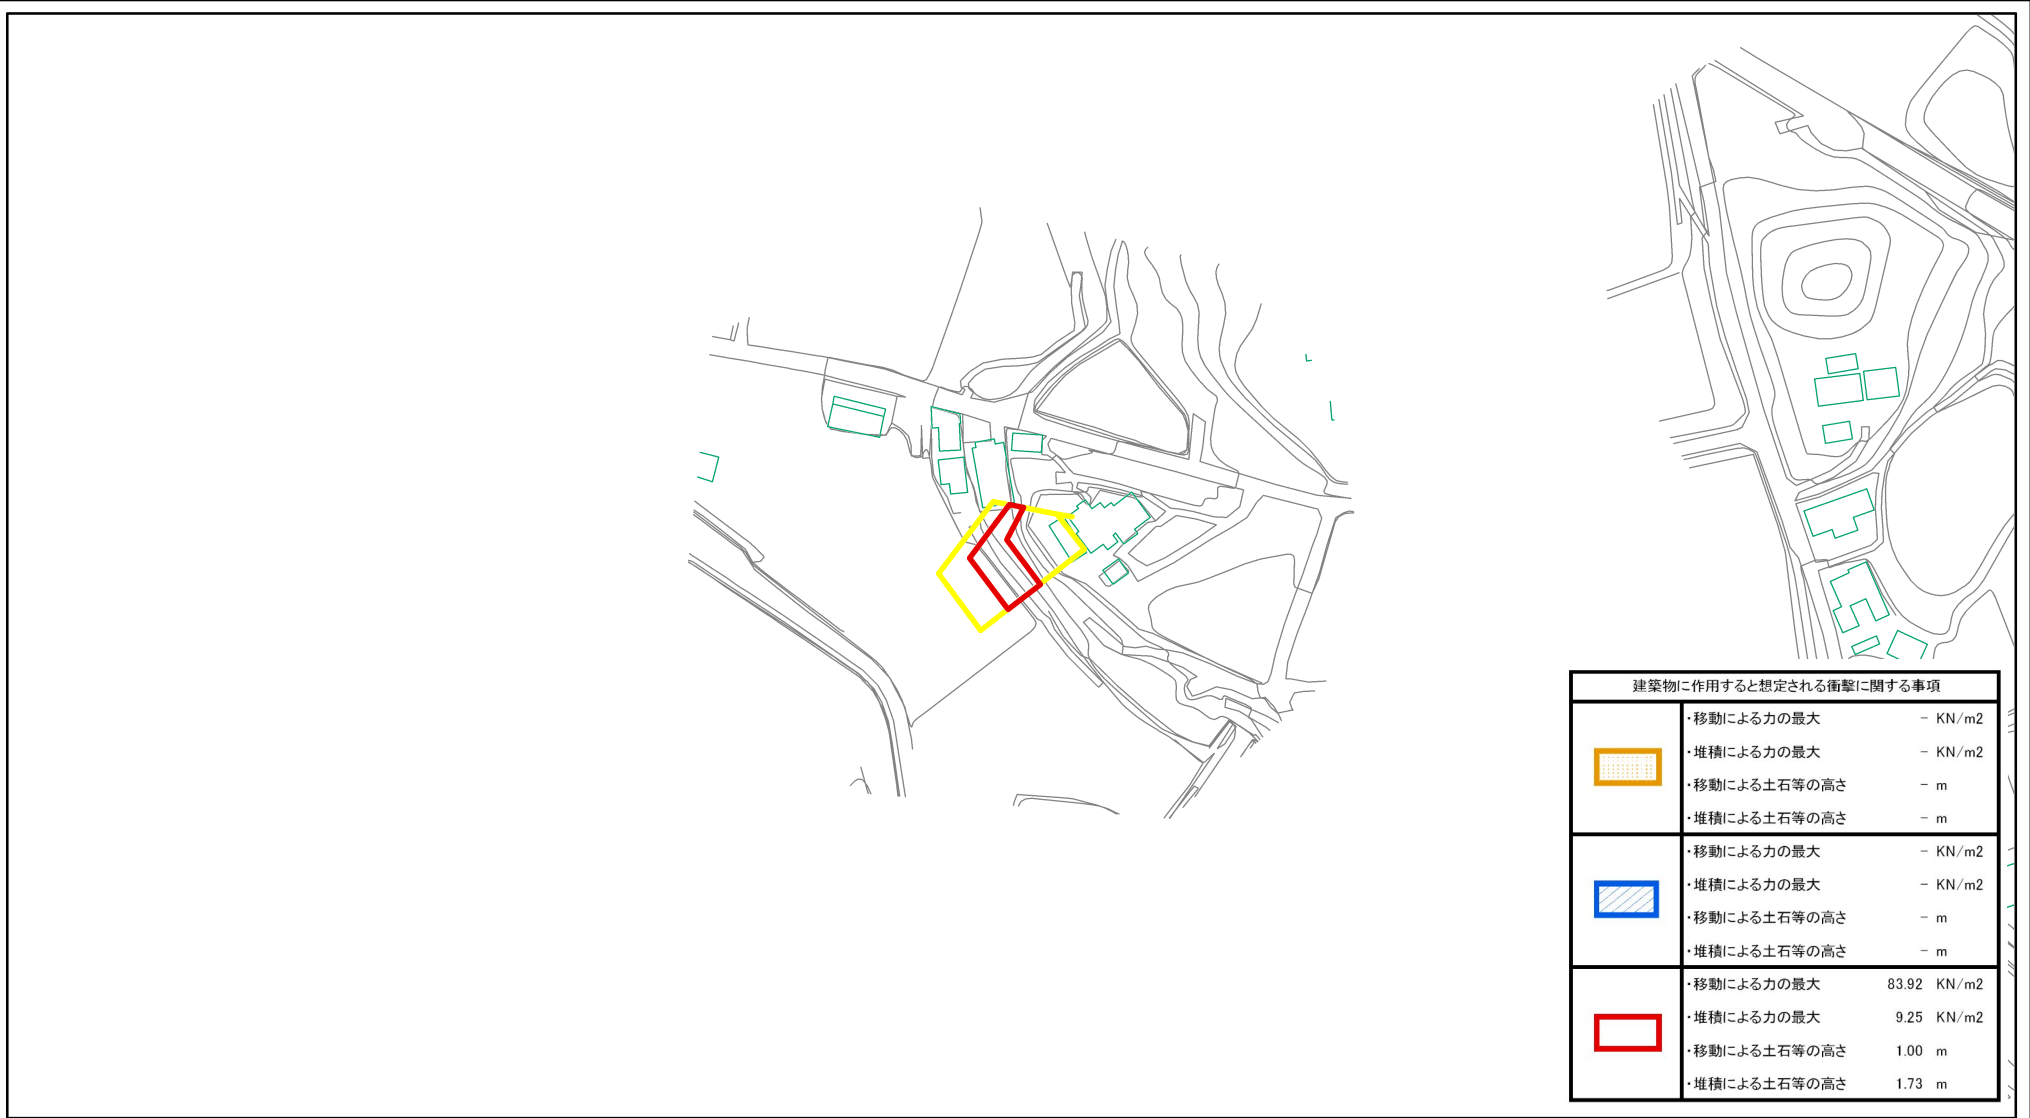 建築物に作用すると想定される衝撃に関する事項
・移動による力の最大 - KN/m2
・堆積による力の最大 - KN/m2
・移動による土石等の高さ - m
・堆積による土石等の高さ - m
・移動による力の最大 - KN/m2
・堆積による力の最大 - KN/m2
・移動による土石等の高さ - m
・堆積による土石等の高さ - m
・移動による力の最大 83.92 KN/m2
・堆積による力の最大 9.25 KN/m2
・移動による土石等の高さ 1.00 m
・堆積による土石等の高さ 1.73 m